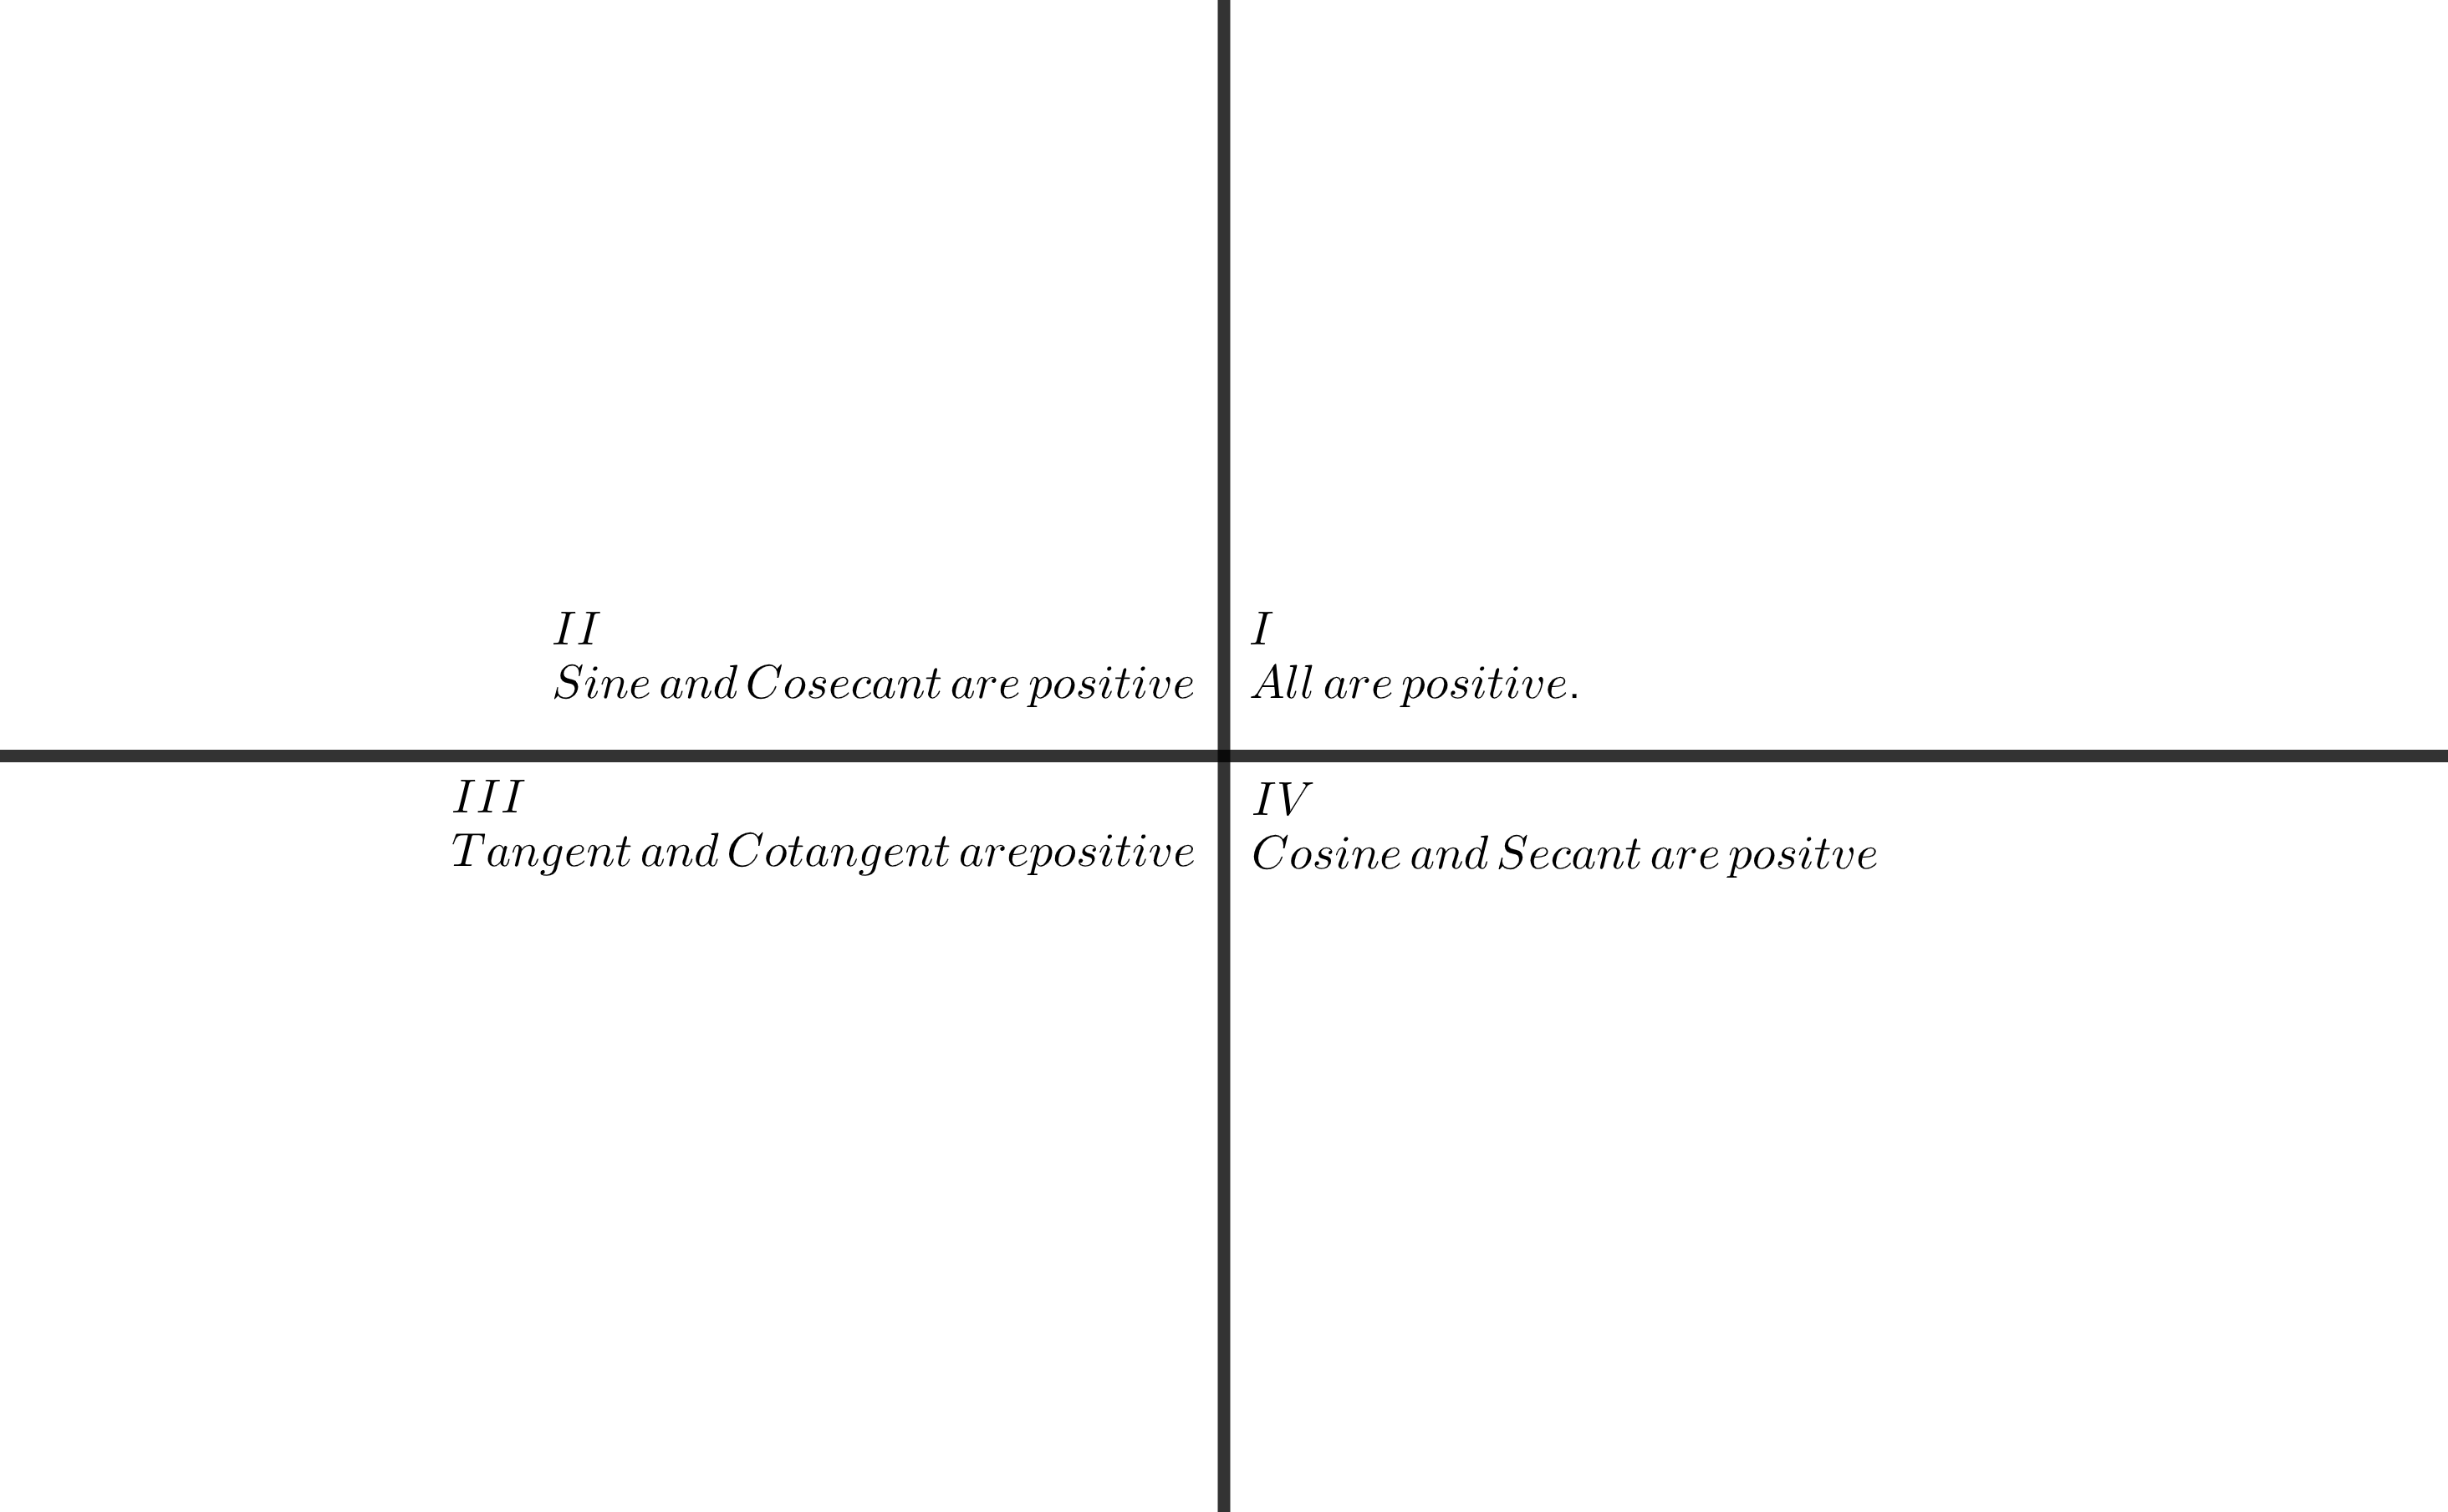 II
Sine and Cosecant are positive
I
All are positive.
III
Tangent and Cotangent arepositive
IV
Cosine and Secant are positve